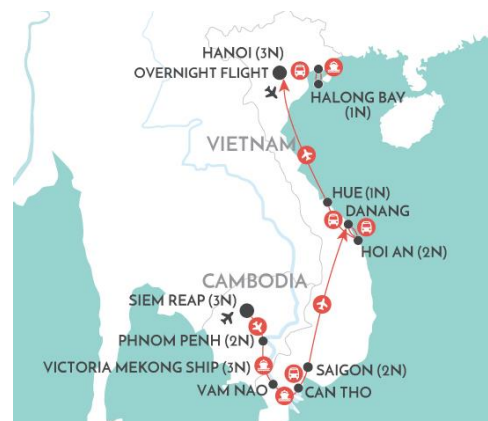 HANOI (3N)
OVERNIGHT FLIGHT
HALONG BAY
(1N)
VIETNAM
HUE (1N)
DANANG
HOI AN (2N)
CAMBODIA
SIEM REAP (3N)
PHNOM PENH (2N)
VICTORIA MEKONG SHIP (3N)
SAIGON (2N)
VAM NAO
CAN THO